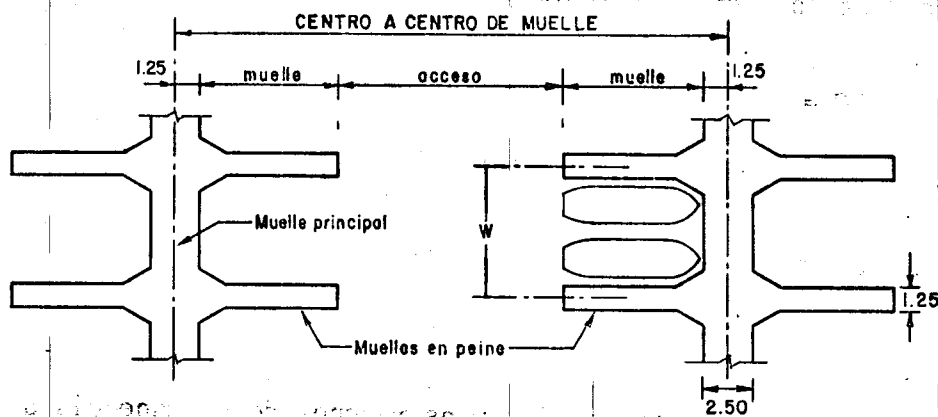 CENTRO A CENTRO DE MUELLE
1.25 muelle acceso muelle 1.25
Muelle principal
W
1.25
Muelles en peine
2.50